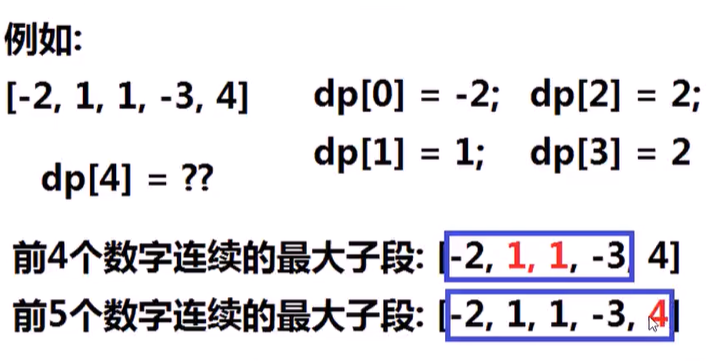 例如:
[-2, 1, 1, -3, 4]
dp[0] = -2; dp[2] = 2;
dp[1] = 1; dp[3] = 2
dp[4] = ??
前4个数字连续的最大子段: [-2, 1, 1, -3, 4]
前5个数字连续的最大子段: [-2, 1, 1, -3, 4]